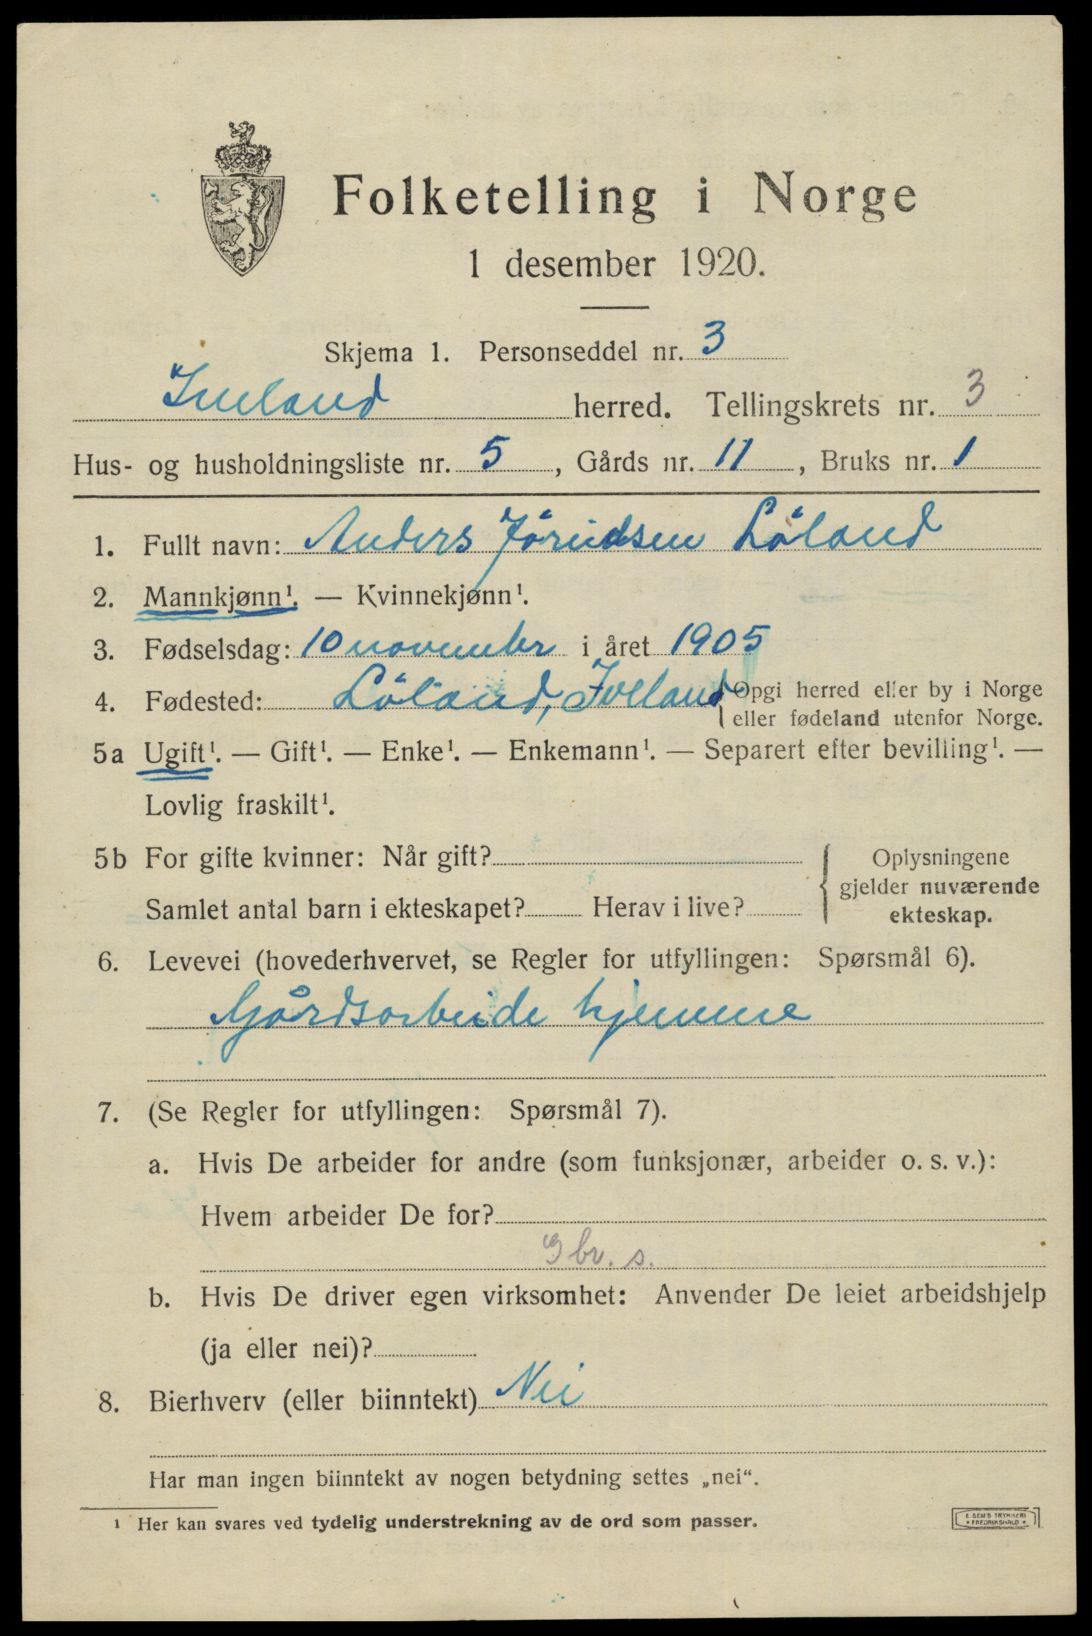 Folketelling i Norge
1 desember 1920.
Skjema 1. Personseddel nr. 3
Iveland herred. Tellingskrets nr. 3
Hus- og husholdningsliste nr. 5, Gårds nr. 11, Bruks nr. 1
1. Fullt navn: Anders Jörundsen Löland
2. Mannkjønn¹. — Kvinnekjønn¹.
3. Fødselsdag: 10 november i året 1905
4. Fødested: Löland, Iveland { Opgi herred eller by i Norge
eller fødeland utenfor Norge.
5a Ugift¹. — Gift¹. — Enke¹. — Enkemann¹. — Separert efter bevilling¹. —
Lovlig fraskilt¹.
5b For gifte kvinner: Når gift?
Samlet antal barn i ekteskapet? Herav i live?
Oplysningene
gjelder nuværende
ekteskap.
6. Levevei (hovederhvervet, se Regler for utfyllingen: Spørsmål 6).
Gårdsarbeide hjemme
7. (Se Regler for utfyllingen: Spørsmål 7).
a. Hvis De arbeider for andre (som funksjonær, arbeider o. s. v.):
Hvem arbeider De for?
Gbr. s.
b. Hvis De driver egen virksomhet: Anvender De leiet arbeidshjelp
(ja eller nei)?
8. Bierhverv (eller biinntekt) Nei
Har man ingen biinntekt av nogen betydning settes „nei“.
¹ Her kan svares ved tydelig understrekning av de ord som passer.
E. SEM'S TRYKKERI
• FREDRIKSHALD •